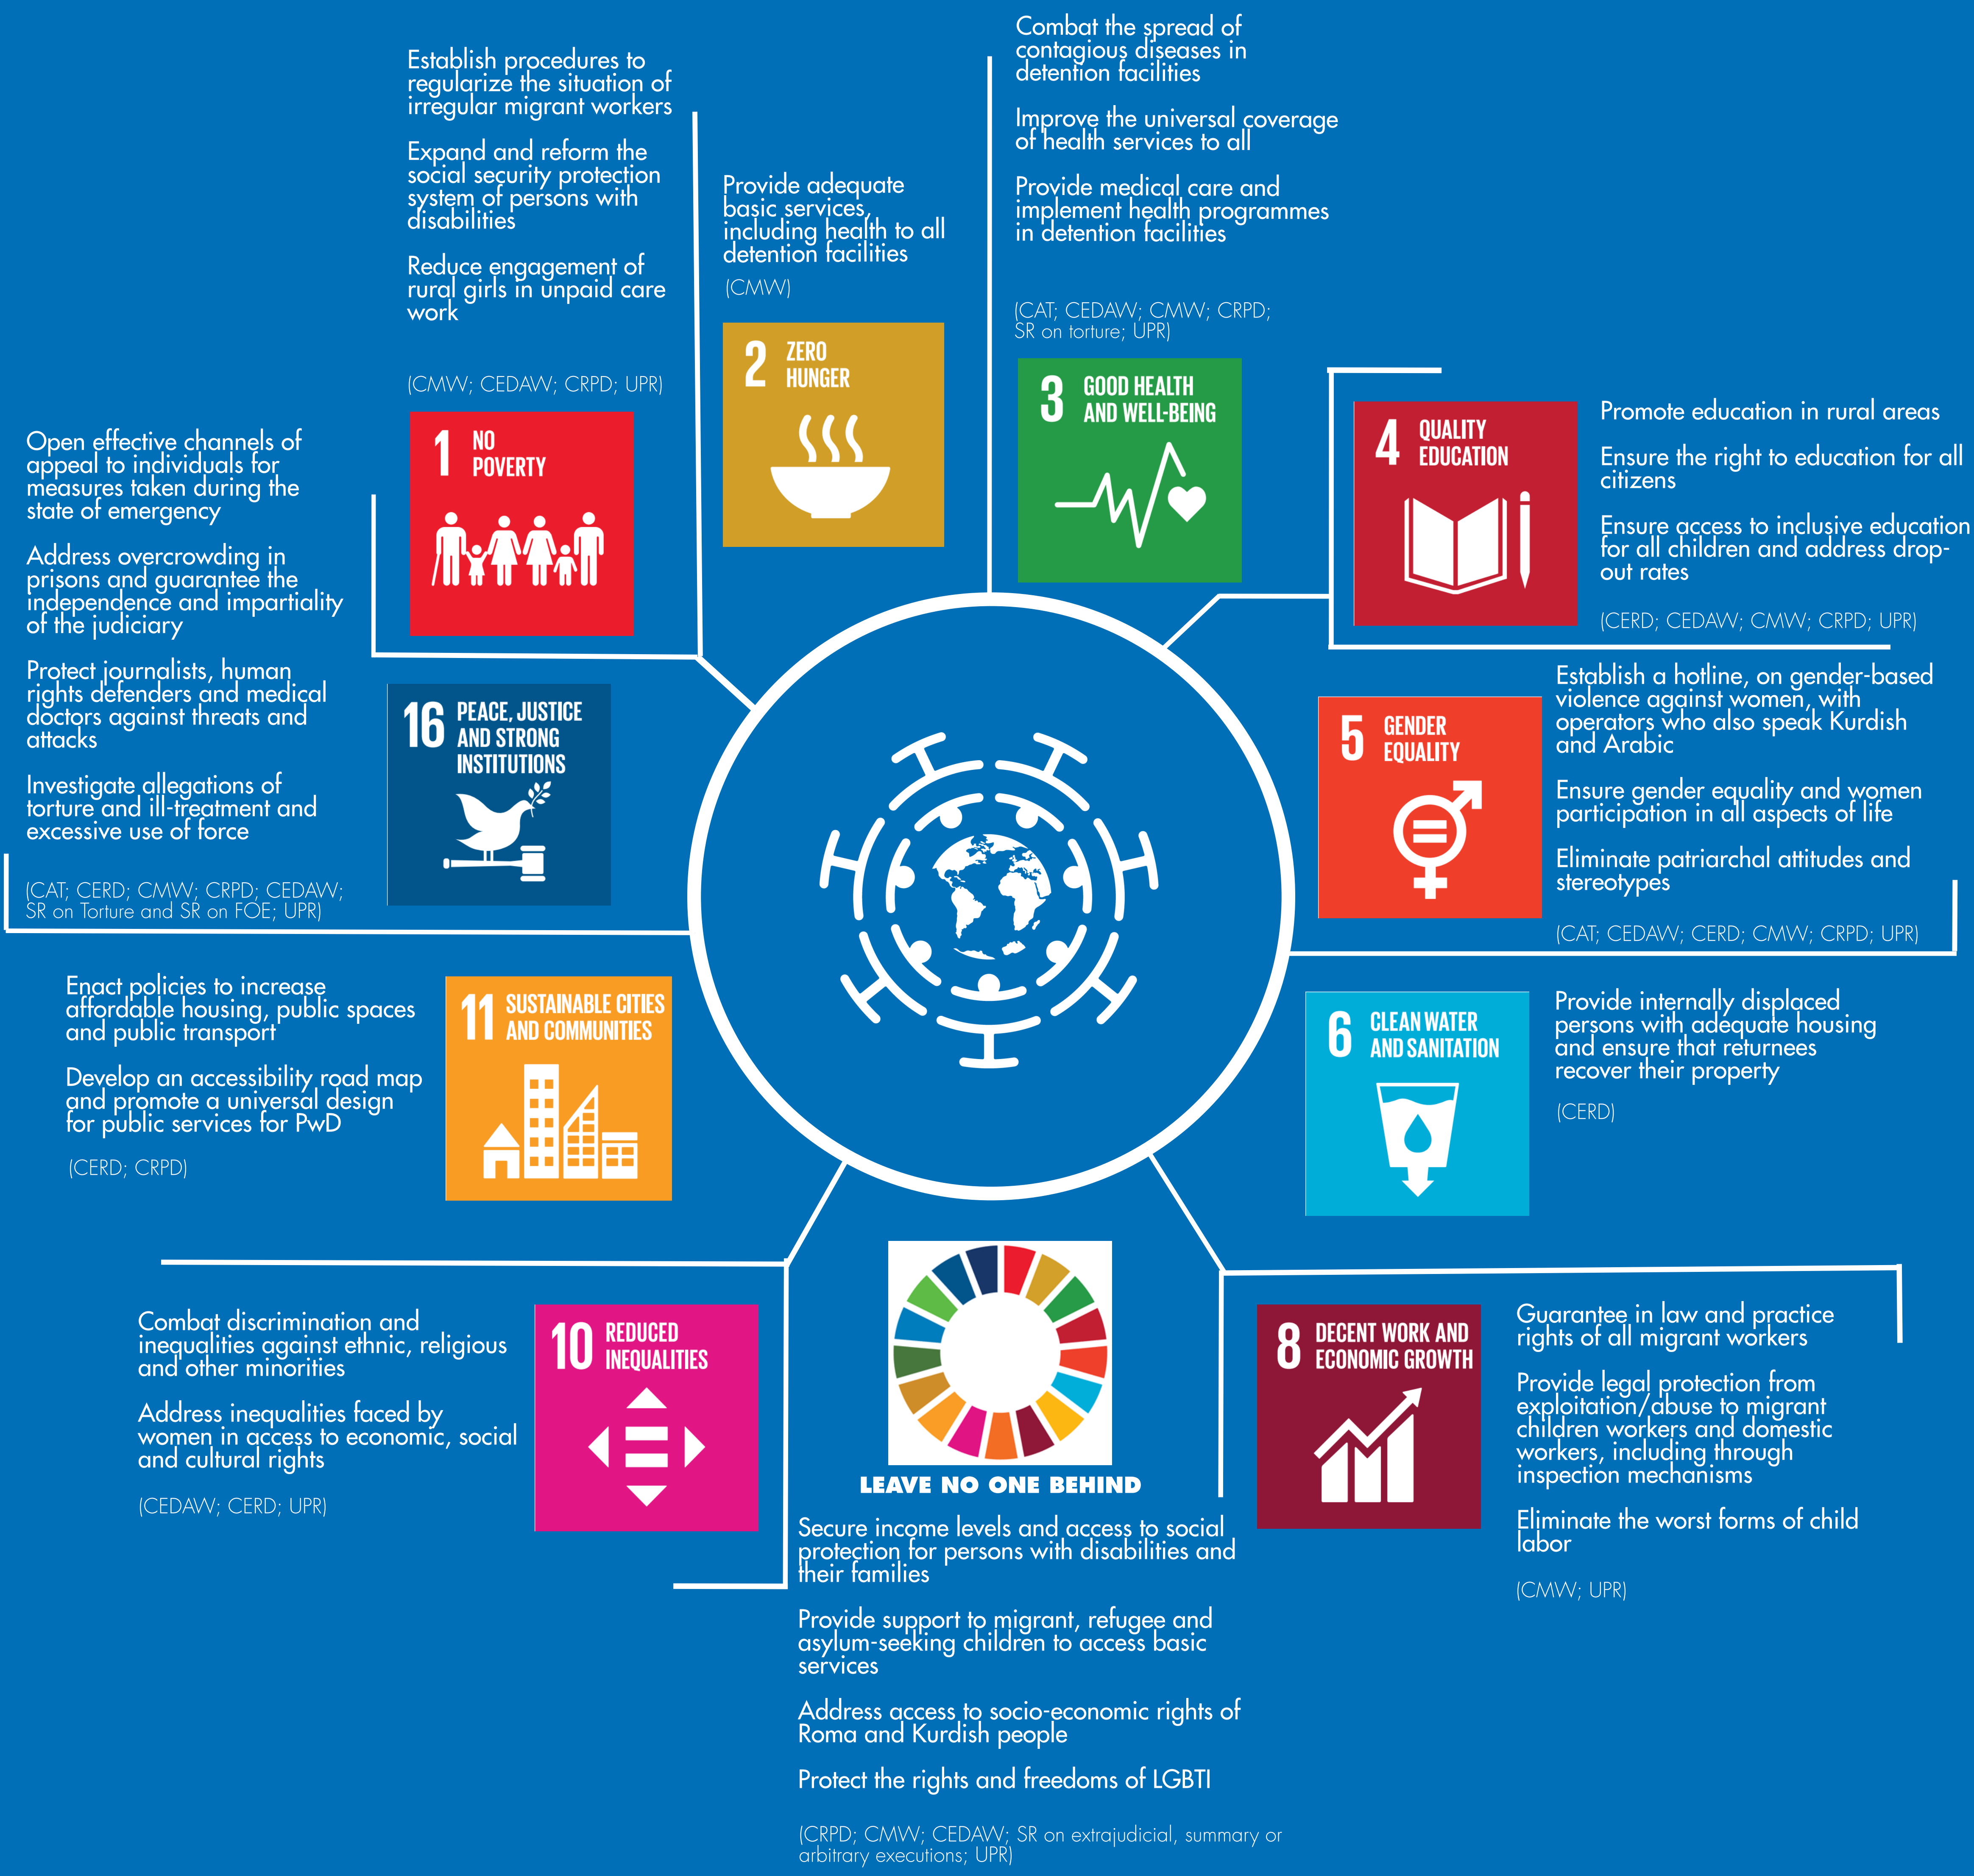 Establish procedures to
regularize the situation of
irregular migrant workers
Expand and reform the
social security protection
system of persons with
disabilities
Reduce engagement of
rural girls in unpaid care
work
(CMW; CEDAW; CRPD; UPR)
1 NO
POVERTY
Provide adequate
basic services,
including health to all
detention facilities
(CMW)
2 ZERO
HUNGER
Combat the spread of
contagious diseases in
detention facilities
Improve the universal coverage
of health services to all
Provide medical care and
implement health programmes
in detention facilities
(CAT; CEDAW; CMW; CRPD;
SR on torture; UPR)
3 GOOD HEALTH
AND WELL-BEING
4 QUALITY
EDUCATION
Promote education in rural areas
Ensure the right to education for all
citizens
Ensure access to inclusive education
for all children and address drop-
out rates
(CERD; CEDAW; CMW; CRPD; UPR)
5 GENDER
EQUALITY
Establish a hotline, on gender-based
violence against women, with
operators who also speak Kurdish
and Arabic
Ensure gender equality and women
participation in all aspects of life
Eliminate patriarchal attitudes and
stereotypes
(CAT; CEDAW; CERD; CMW; CRPD; UPR)
6 CLEAN WATER
AND SANITATION
Provide internally displaced
persons with adequate housing
and ensure that returnees
recover their property
(CERD)
8 DECENT WORK AND
ECONOMIC GROWTH
Guarantee in law and practice
rights of all migrant workers
Provide legal protection from
exploitation/abuse to migrant
children workers and domestic
workers, including through
inspection mechanisms
Eliminate the worst forms of child
labor
(CMW; UPR)
LEAVE NO ONE BEHIND
Secure income levels and access to social
protection for persons with disabilities and
their families
Provide support to migrant, refugee and
asylum-seeking children to access basic
services
Address access to socio-economic rights of
Roma and Kurdish people
Protect the rights and freedoms of LGBTI
(CRPD; CMW; CEDAW; SR on extrajudicial, summary or
arbitrary executions; UPR)
Combat discrimination and
inequalities against ethnic, religious
and other minorities
Address inequalities faced by
women in access to economic, social
and cultural rights
(CEDAW; CERD; UPR)
10 REDUCED
INEQUALITIES
Enact policies to increase
affordable housing, public spaces
and public transport
Develop an accessibility road map
and promote a universal design
for public services for PwD
(CERD; CRPD)
11 SUSTAINABLE CITIES
AND COMMUNITIES
Open effective channels of
appeal to individuals for
measures taken during the
state of emergency
Address overcrowding in
prisons and guarantee the
independence and impartiality
of the judiciary
Protect journalists, human
rights defenders and medical
doctors against threats and
attacks
Investigate allegations of
torture and ill-treatment and
excessive use of force
(CAT; CERD; CMW; CRPD; CEDAW;
SR on Torture and SR on FOE; UPR)
16 PEACE, JUSTICE
AND STRONG
INSTITUTIONS